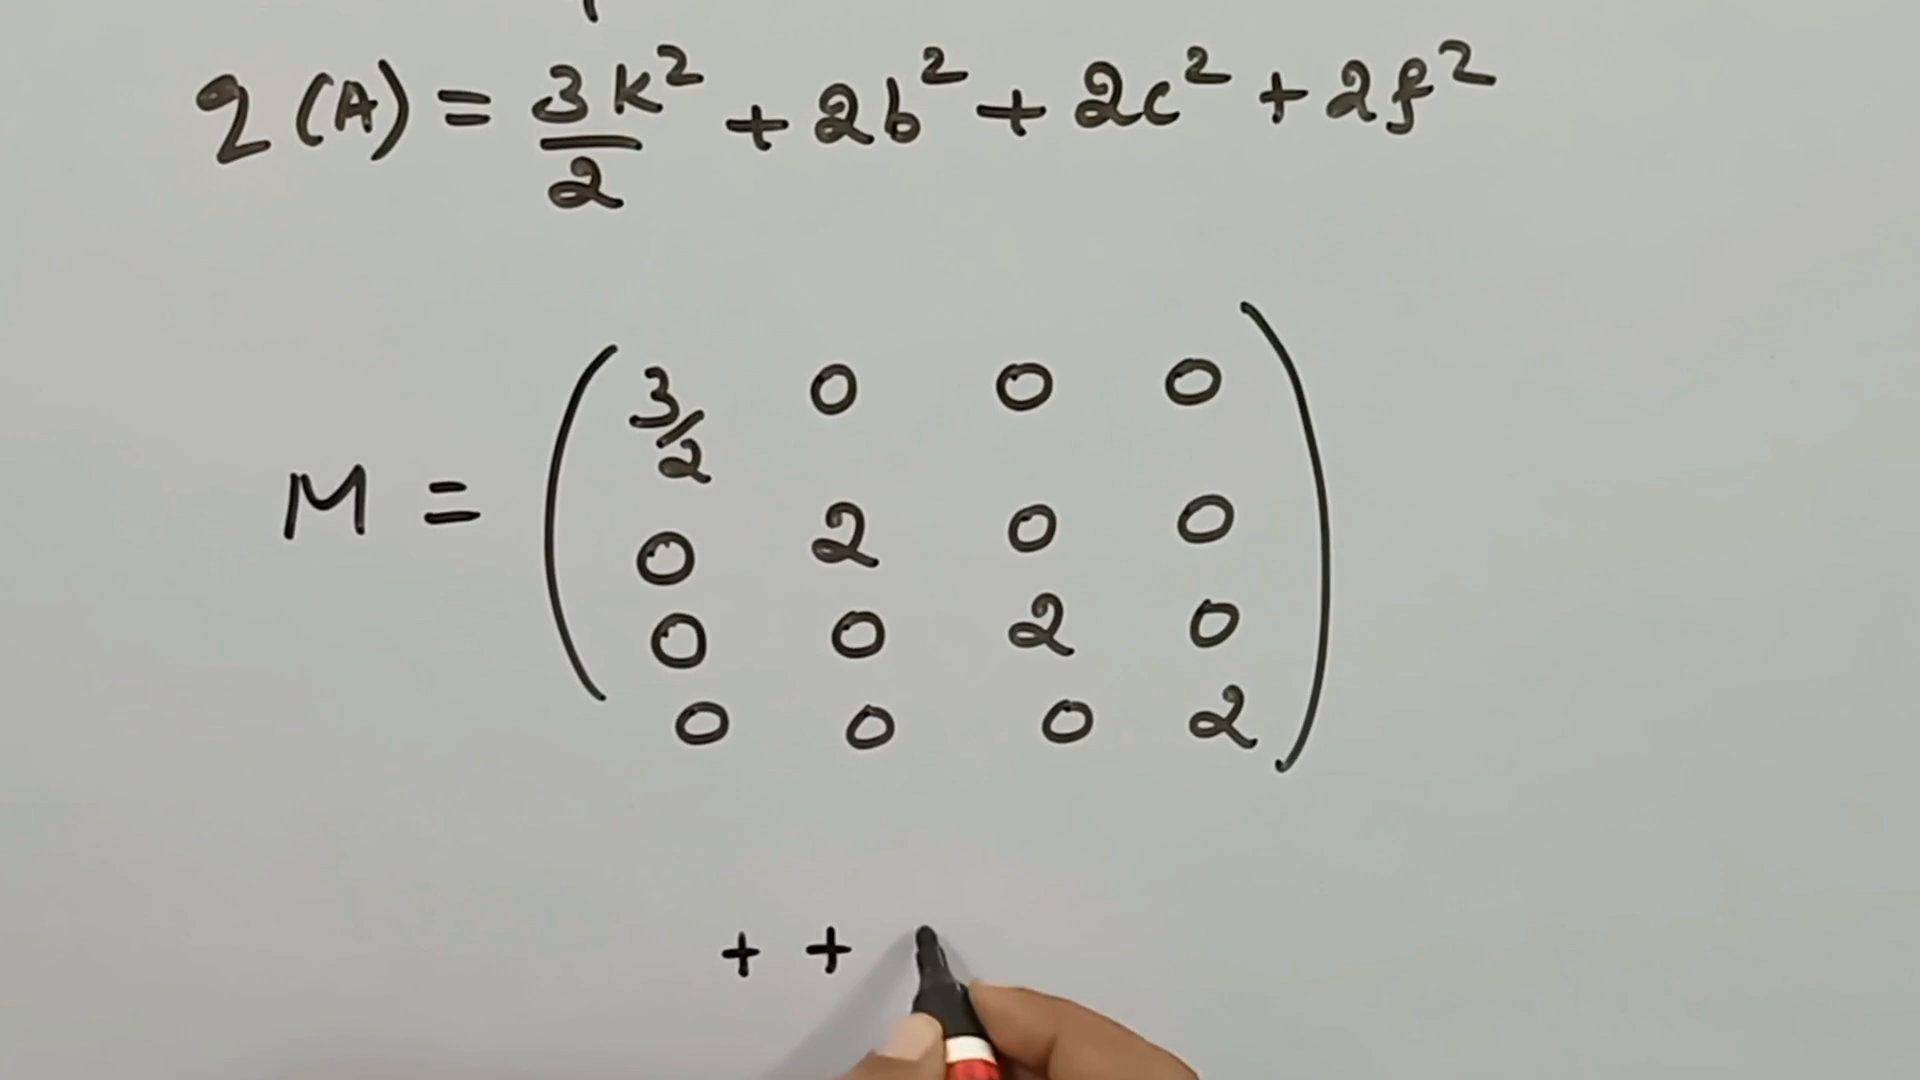 q(A) = 3k²/2 + 2b² + 2c² + 2f²
3/2 0 0 0
M = 0 2 0 0
0 0 2 0
0 0 0 2
+ +